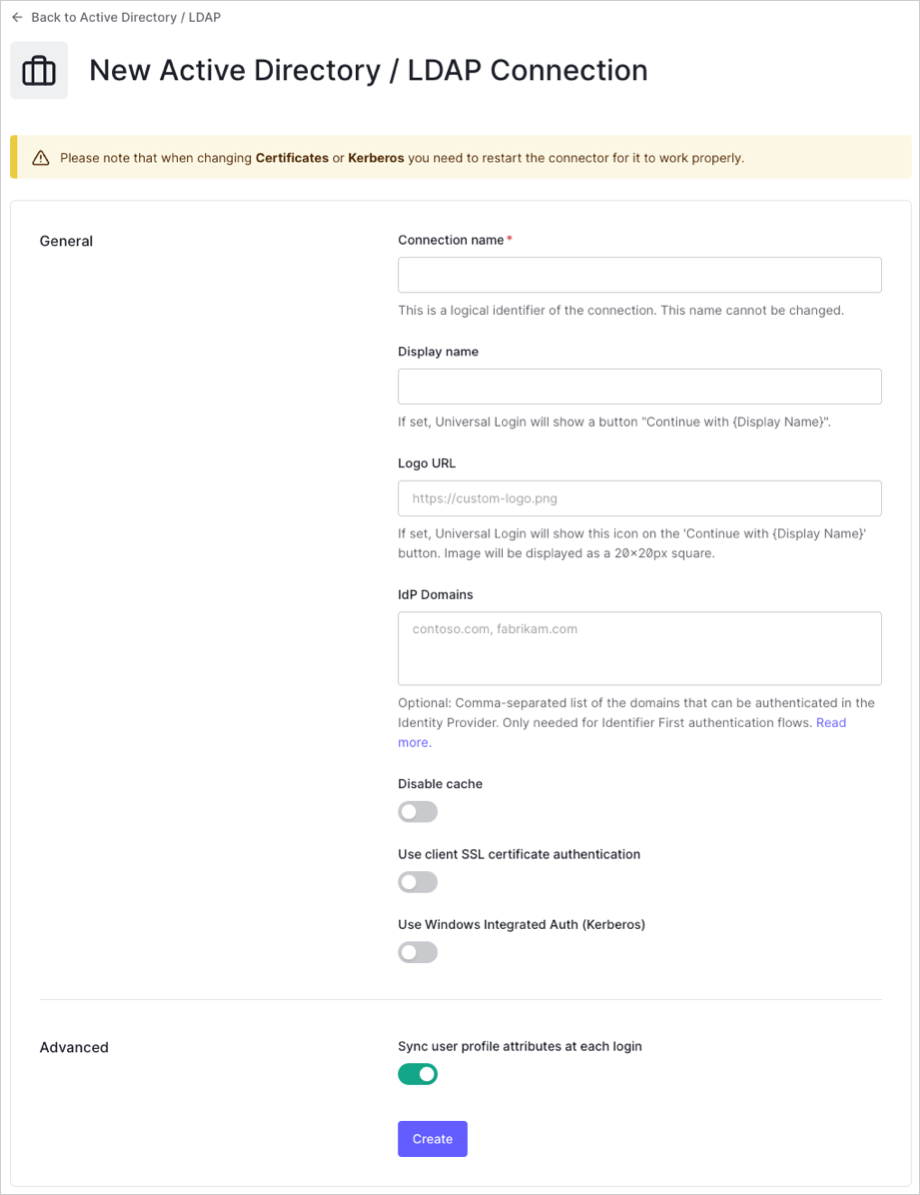 Back to Active Directory / LDAP
New Active Directory / LDAP Connection
Please note that when changing Certificates or Kerberos you need to restart the connector for it to work properly.
General
Connection name*
This is a logical identifier of the connection. This name cannot be changed.
Display name
If set, Universal Login will show a button "Continue with {Display Name}".
Logo URL
https://custom-logo.png
If set, Universal Login will show this icon on the 'Continue with {Display Name}'
button. Image will be displayed as a 20×20px square.
IdP Domains
contoso.com, fabrikam.com
Optional: Comma-separated list of the domains that can be authenticated in the
Identity Provider. Only needed for Identifier First authentication flows. Read
more.
Disable cache
Use client SSL certificate authentication
Use Windows Integrated Auth (Kerberos)
Advanced
Sync user profile attributes at each login
Create